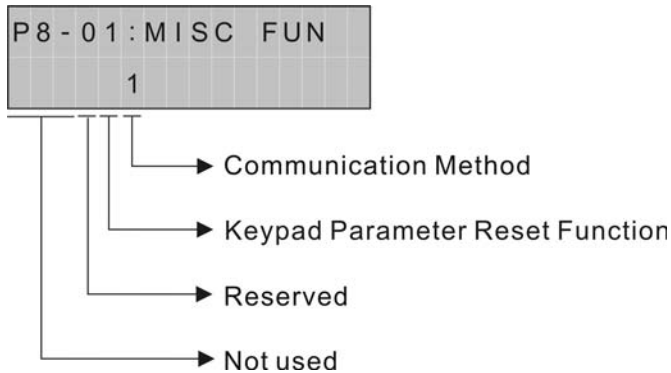 P8-01:MISC FUN
1
Communication Method
Keypad Parameter Reset Function
Reserved
Not used